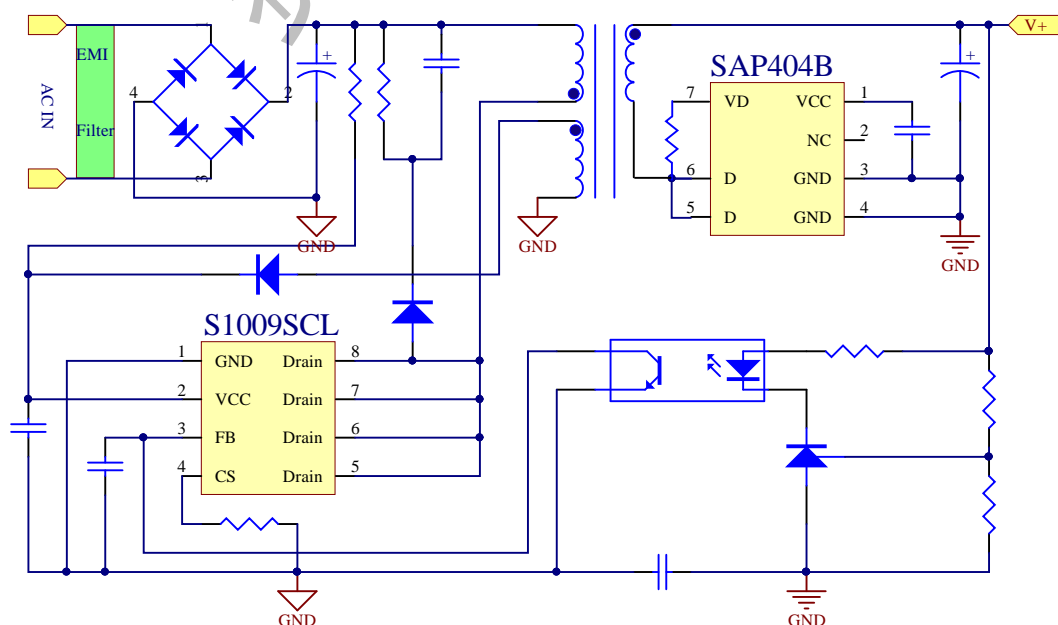 V+
EMI
Filter
AC IN
1
2
3
4
SAP404B
7 VD VCC 1
NC 2
6 D GND 3
5 D GND 4
GND
GND
GND
S1009SCL
1 GND Drain 8
2 VCC Drain 7
3 FB Drain 6
4 CS Drain 5
GND
GND